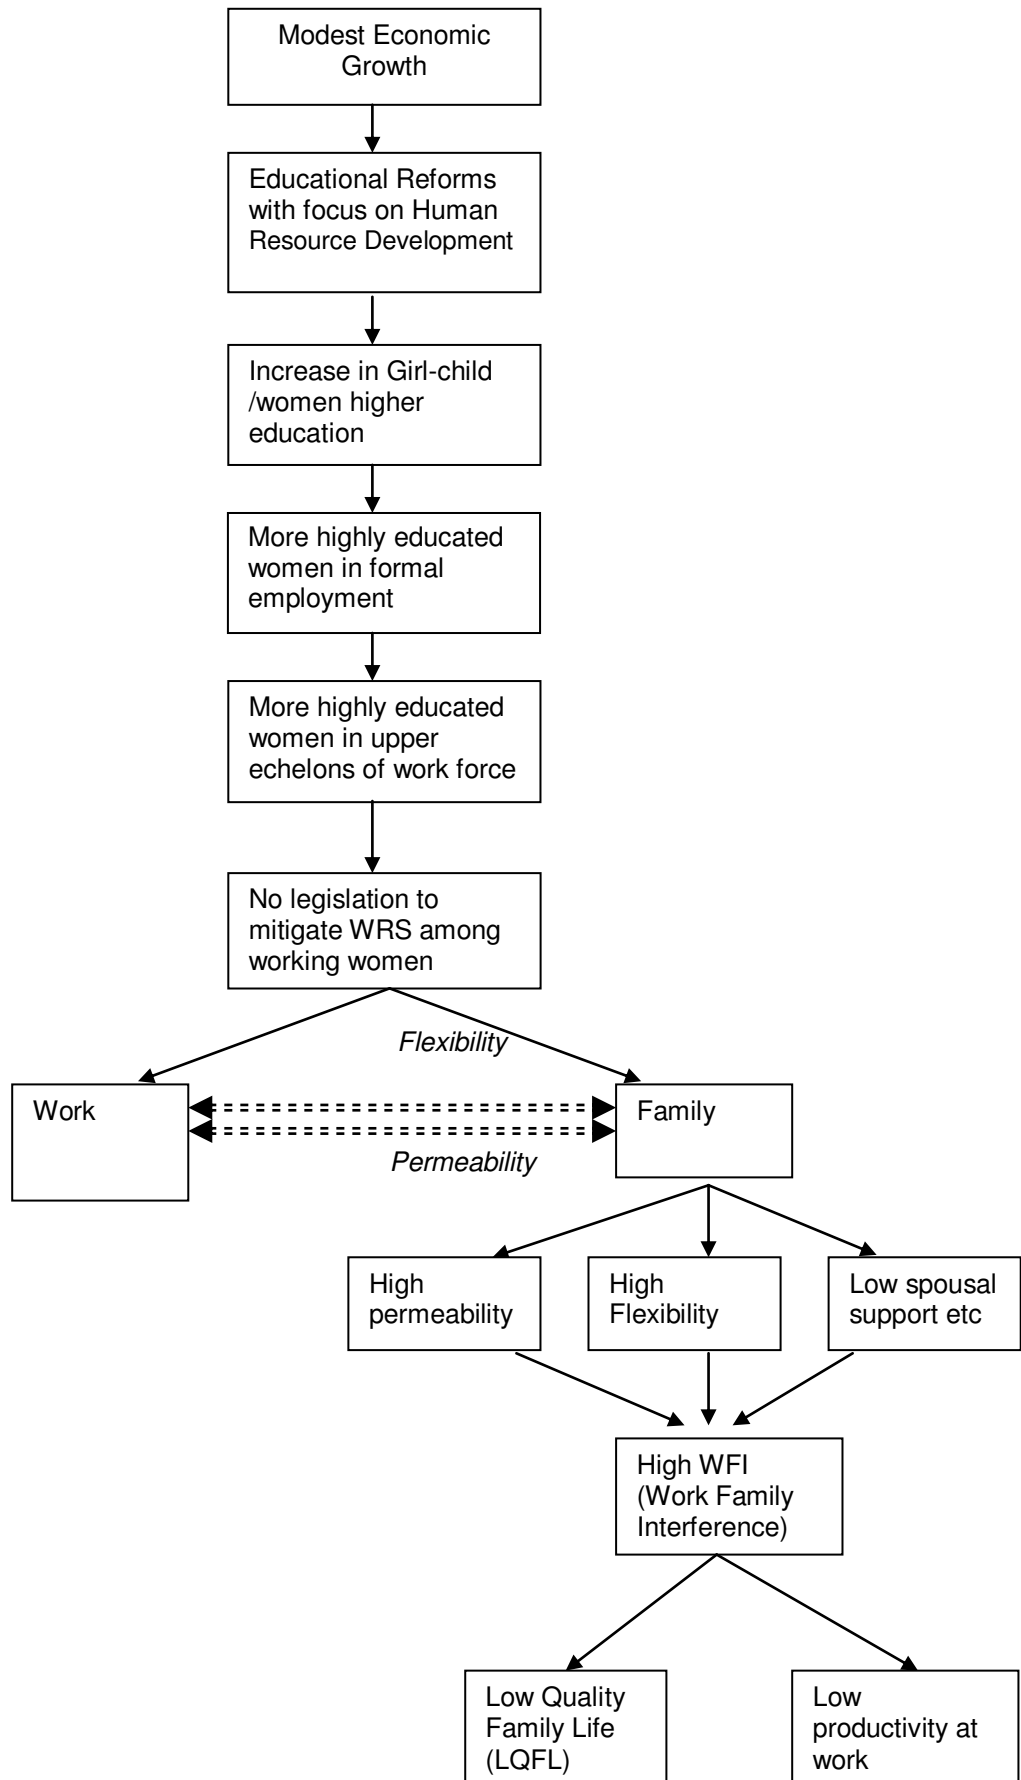 Modest Economic
Growth
Educational Reforms
with focus on Human
Resource Development
Increase in Girl-child
/women higher
education
More highly educated
women in formal
employment
More highly educated
women in upper
echelons of work force
No legislation to
mitigate WRS among
working women
Flexibility
Work
Family
Permeability
High
permeability
High
Flexibility
Low spousal
support etc
High WFI
(Work Family
Interference)
Low Quality
Family Life
(LQFL)
Low
productivity at
work